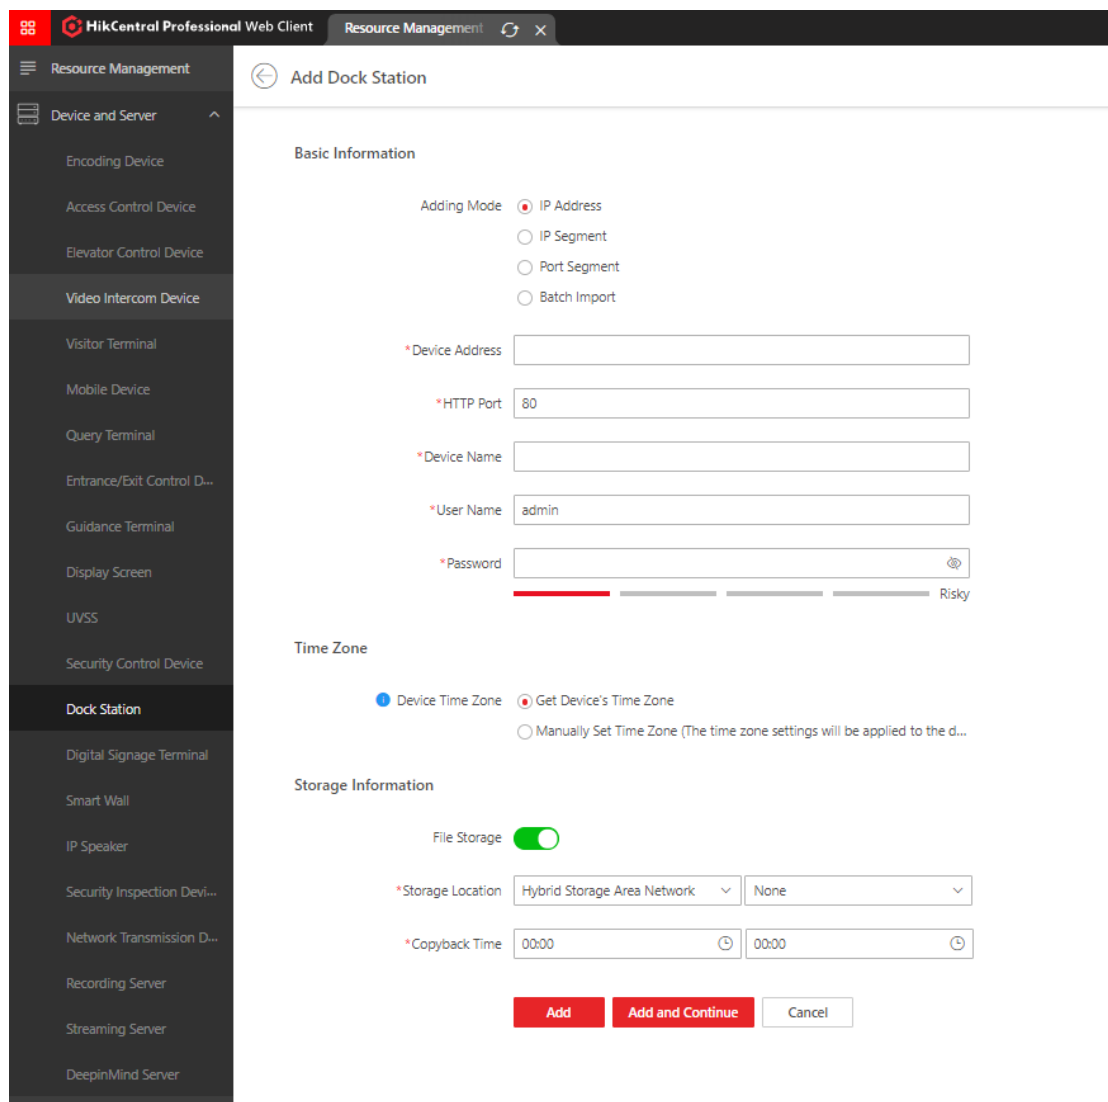 HikCentral Professional Web Client
Resource Management
Resource Management
Device and Server
Encoding Device
Access Control Device
Elevator Control Device
Video Intercom Device
Visitor Terminal
Mobile Device
Query Terminal
Entrance/Exit Control D...
Guidance Terminal
Display Screen
UVSS
Security Control Device
Dock Station
Digital Signage Terminal
Smart Wall
IP Speaker
Security Inspection Devi...
Network Transmission D...
Recording Server
Streaming Server
DeepinMind Server
Add Dock Station
Basic Information
Adding Mode IP Address
IP Segment
Port Segment
Batch Import
*Device Address
*HTTP Port 80
*Device Name
*User Name admin
*Password
Risky
Time Zone
Device Time Zone Get Device's Time Zone
Manually Set Time Zone (The time zone settings will be applied to the d...
Storage Information
File Storage
*Storage Location Hybrid Storage Area Network None
*Copyback Time 00:00 00:00
Add Add and Continue Cancel